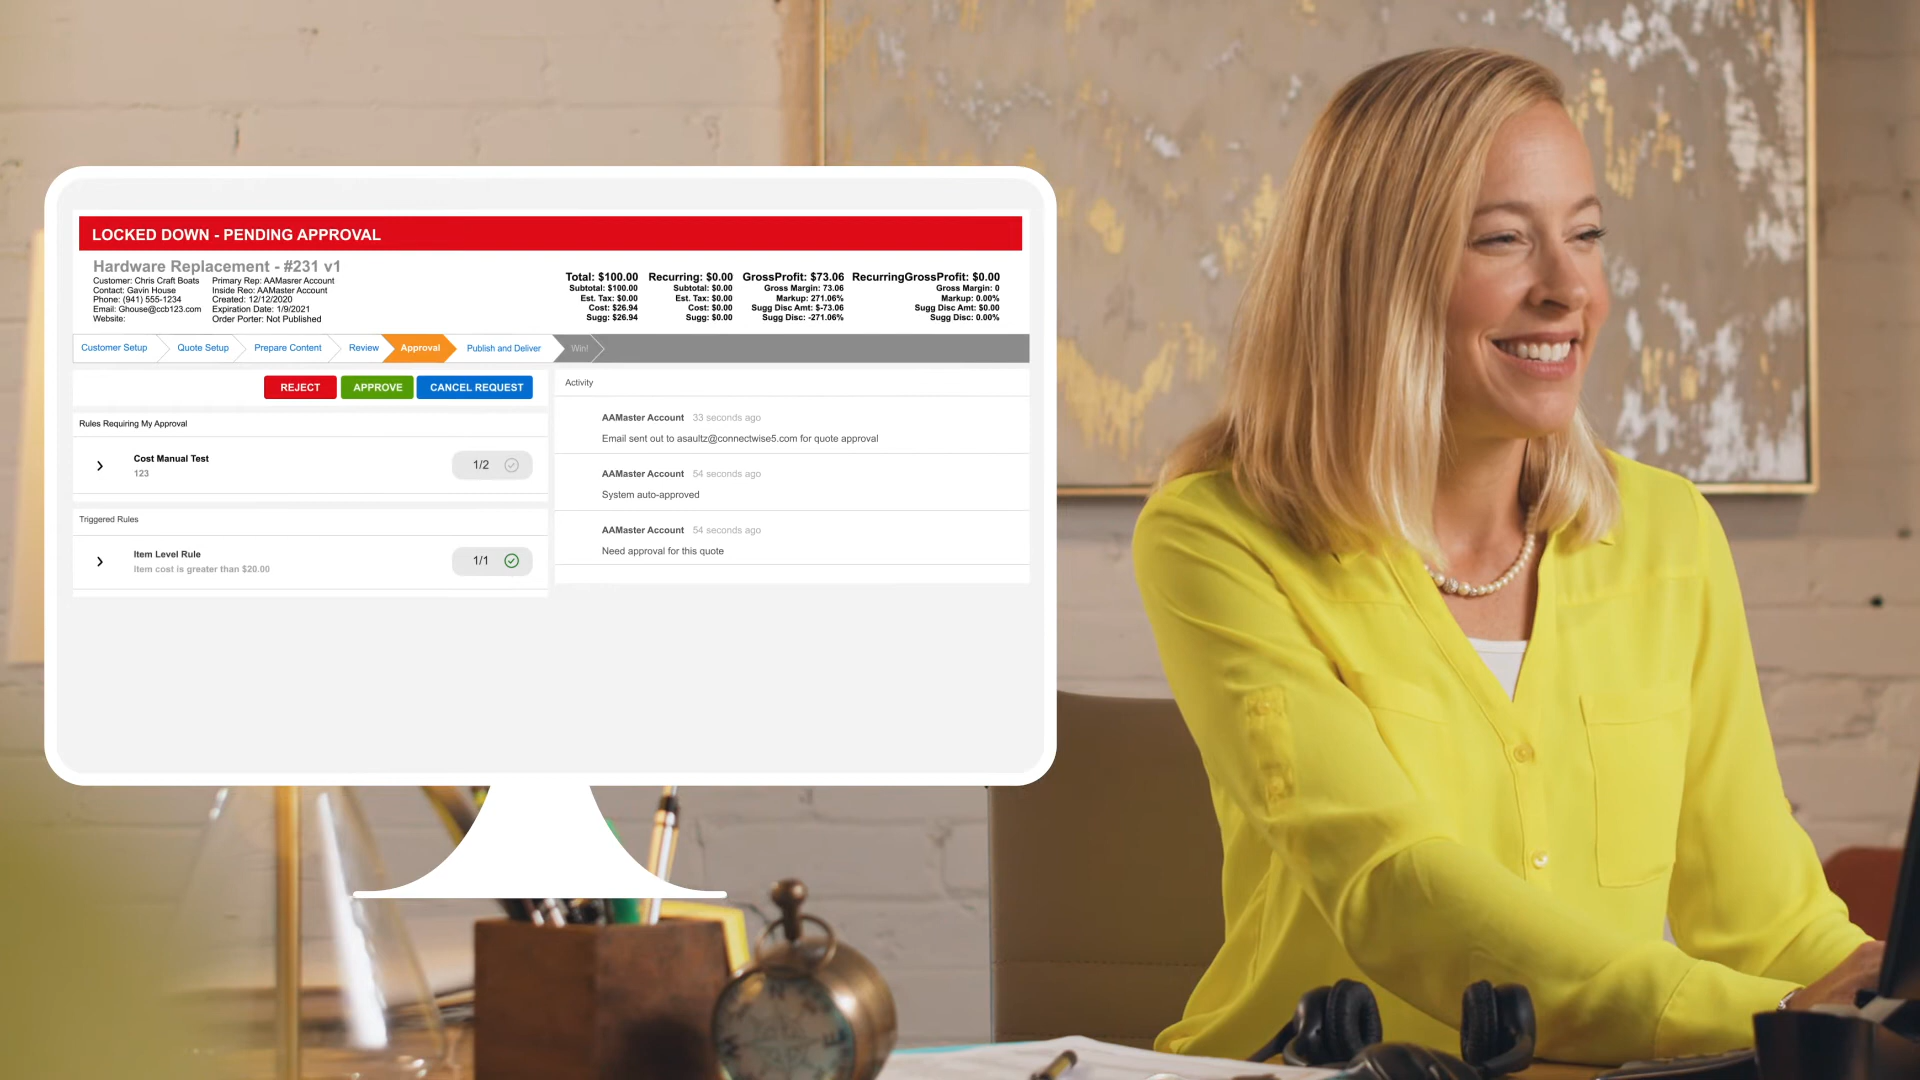 LOCKED DOWN - PENDING APPROVAL
Hardware Replacement - #231 v1
Customer: Chris Craft Boats
Contact: Gavin House
Phone: (941) 555-1234
Email: Ghouse@ccb123.com
Website:
Primary Rep: AAMasrer Account
Inside Reo: AAMaster Account
Created: 12/12/2020
Expiration Date: 1/9/2021
Order Porter: Not Published
Total: $100.00
Subtotal: $100.00
Est. Tax: $0.00
Cost: $26.94
Sugg: $26.94
Recurring: $0.00
Subtotal: $0.00
Est. Tax: $0.00
Cost: $0.00
Sugg: $0.00
GrossProfit: $73.06
Gross Margin: 73.06
Markup: 271.06%
Sugg Disc Amt: $-73.06
Sugg Disc: -271.06%
RecurringGrossProfit: $0.00
Gross Margin: 0
Markup: 0.00%
Sugg Disc Amt: $0.00
Sugg Disc: 0.00%
Customer Setup
Quote Setup
Prepare Content
Review
Approval
Publish and Deliver
Win!
REJECT
APPROVE
CANCEL REQUEST
Rules Requiring My Approval
Cost Manual Test
123
1/2
Triggered Rules
Item Level Rule
Item cost is greater than $20.00
1/1
Activity
AAMaster Account 33 seconds ago
Email sent out to asaultz@connectwise5.com for quote approval
AAMaster Account 54 seconds ago
System auto-approved
AAMaster Account 54 seconds ago
Need approval for this quote